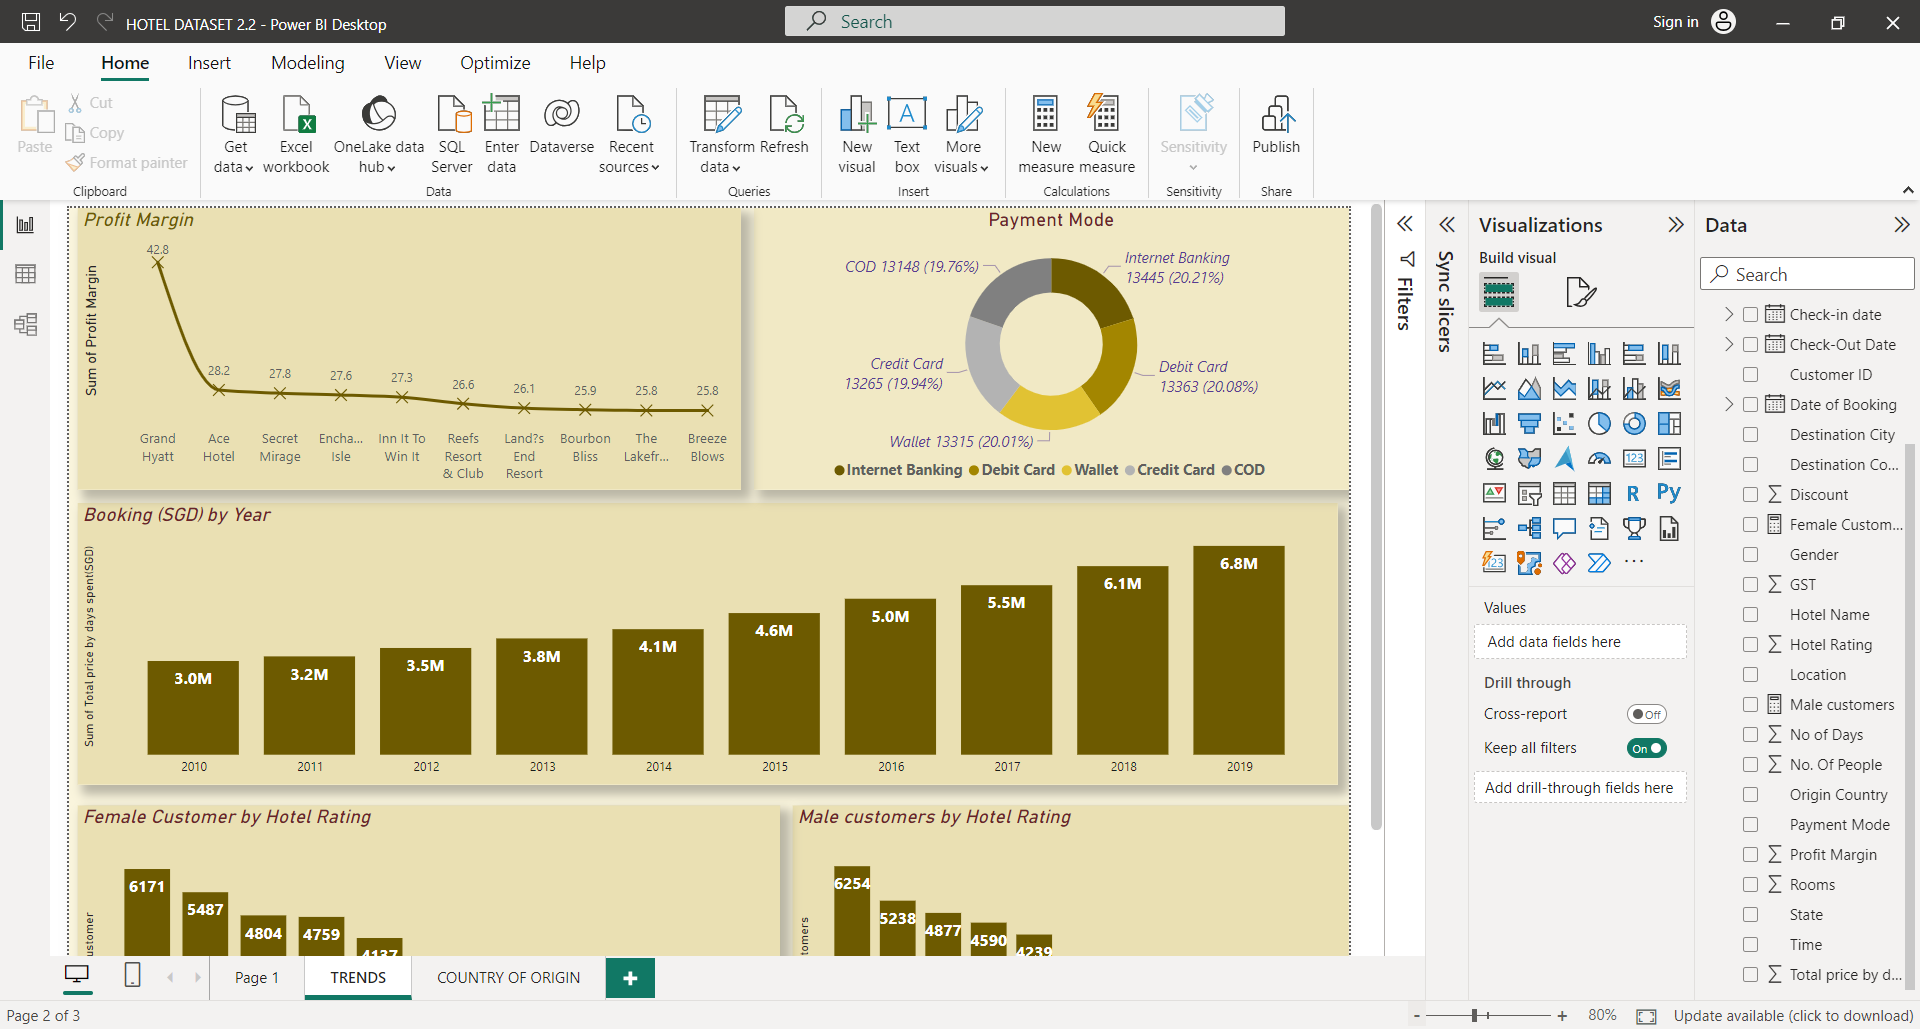 HOTEL DATASET 2.2 - Power BI Desktop
Search
Sign in
File
Home
Insert
Modeling
View
Optimize
Help
Paste
Cut
Copy
Format painter
Clipboard
Get
data
Excel
workbook
OneLake data
hub
SQL
Server
Enter
data
Dataverse
Recent
sources
Data
Transform
data
Refresh
Queries
New
visual
Text
box
More
visuals
Insert
New
measure
Quick
measure
Calculations
Sensitivity
Sensitivity
Publish
Share
Profit Margin
Sum of Profit Margin
42.8
28.2
27.8
27.6
27.3
26.6
26.1
25.9
25.8
25.8
Grand
Hyatt
Ace
Hotel
Secret
Mirage
Encha...
Isle
Inn It To
Win It
Reefs
Resort
& Club
Land?s
End
Resort
Bourbon
Bliss
The
Lakefr...
Breeze
Blows
Payment Mode
COD 13148 (19.76%)
Internet Banking
13445 (20.21%)
Credit Card
13265 (19.94%)
Debit Card
13363 (20.08%)
Wallet 13315 (20.01%)
Internet Banking
Debit Card
Wallet
Credit Card
COD
Booking (SGD) by Year
Sum of Total price by days spent(SGD)
3.0M
3.2M
3.5M
3.8M
4.1M
4.6M
5.0M
5.5M
6.1M
6.8M
2010
2011
2012
2013
2014
2015
2016
2017
2018
2019
Female Customer by Hotel Rating
ustomer
6171
5487
4804
4759
4137
Male customers by Hotel Rating
tomers
6254
5238
4877
4590
4239
Filters
Sync slicers
Visualizations
Build visual
123
R
Py
123
...
Values
Add data fields here
Drill through
Cross-report
Off
Keep all filters
On
Add drill-through fields here
Data
Search
Check-in date
Check-Out Date
Customer ID
Date of Booking
Destination City
Destination Co...
Discount
Female Custom...
Gender
GST
Hotel Name
Hotel Rating
Location
Male customers
No of Days
No. Of People
Origin Country
Payment Mode
Profit Margin
Rooms
State
Time
Total price by d...
Page 1
TRENDS
COUNTRY OF ORIGIN
+
Page 2 of 3
- + 80%
Update available (click to download)